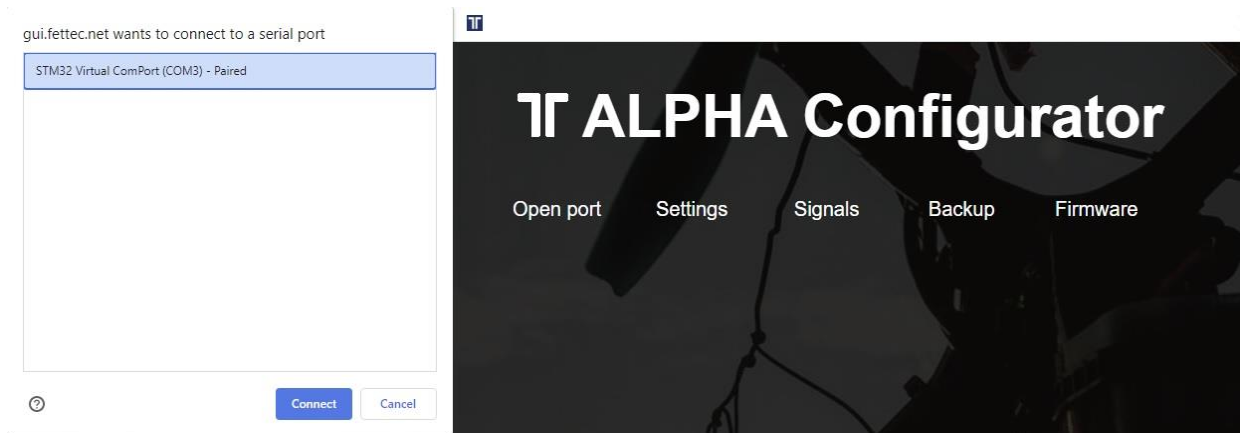 gui.fettec.net wants to connect to a serial port
STM32 Virtual ComPort (COM3) - Paired
Connect
Cancel
ALPHA Configurator
Open port Settings Signals Backup Firmware